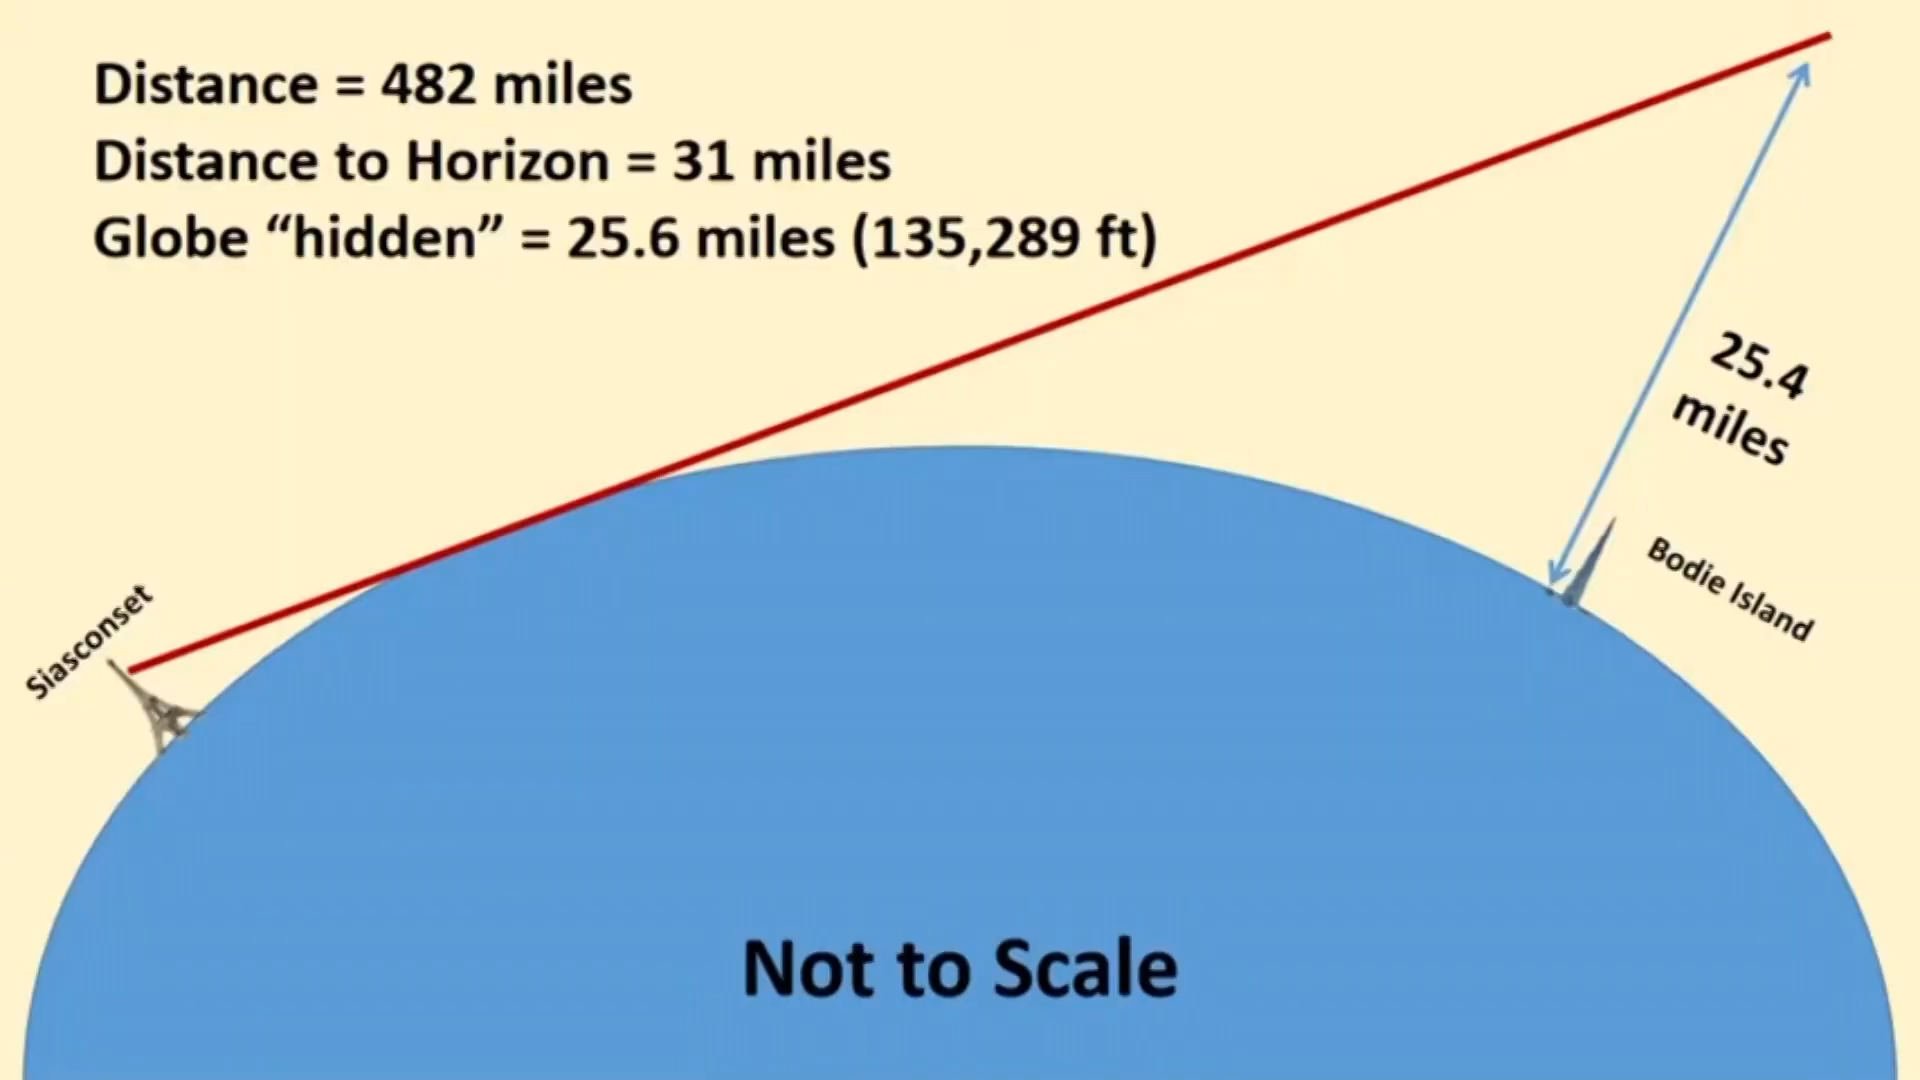 Distance = 482 miles
Distance to Horizon = 31 miles
Globe “hidden” = 25.6 miles (135,289 ft)
25.4
miles
Siasconset
Bodie Island
Not to Scale